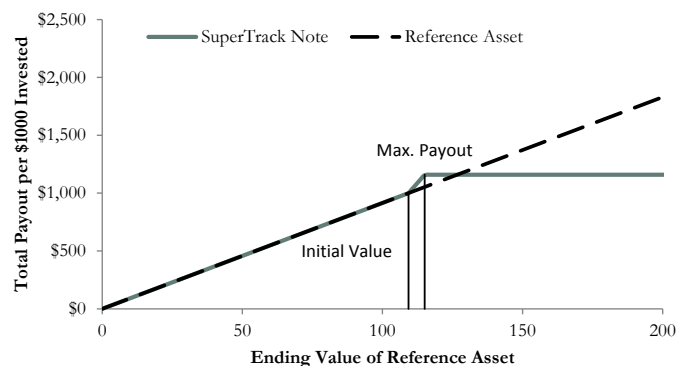 $2,500
SuperTrack Note
Reference Asset
$2,000
$1,500
Max. Payout
$1,000
$500
Initial Value
$0
0
50
100
150
200
Total Payout per $1000 Invested
Ending Value of Reference Asset